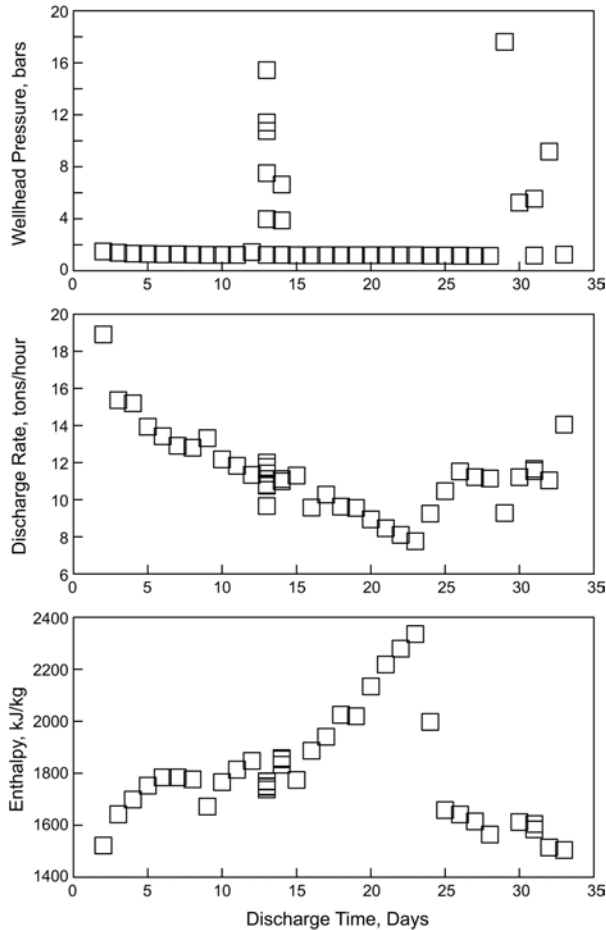 Wellhead Pressure, bars
20
16
12
8
4
0
5 10 15 20 25 30 35
Discharge Rate, tons/hour
20
18
16
14
12
10
8
6
5 10 15 20 25 30 35
Enthalpy, kJ/kg
2400
2200
2000
1800
1600
1400
0 5 10 15 20 25 30 35
Discharge Time, Days